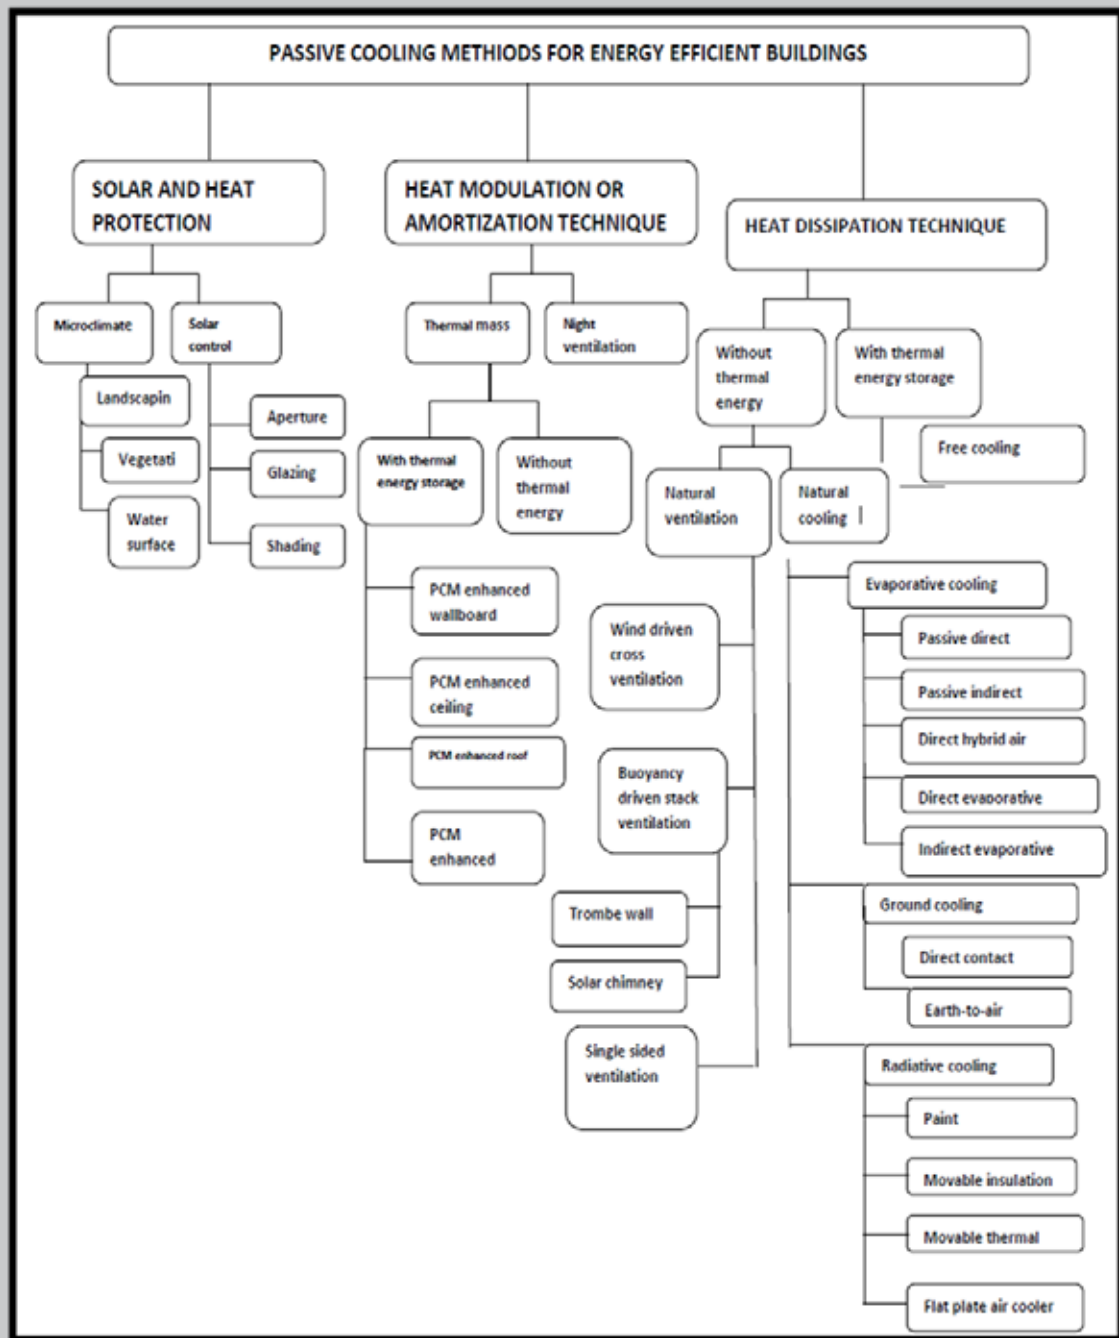 PASSIVE COOLING METHIODS FOR ENERGY EFFICIENT BUILDINGS
SOLAR AND HEAT
PROTECTION
HEAT MODULATION OR
AMORTIZATION TECHNIQUE
HEAT DISSIPATION TECHNIQUE
Microclimate
Solar
control
Landscapin
Vegetati
Water
surface
Aperture
Glazing
Shading
Thermal mass
Night
ventilation
With thermal
energy storage
Without
thermal
energy
PCM enhanced
wallboard
PCM enhanced
ceiling
PCM enhanced roof
PCM
enhanced
Without
thermal
energy
With thermal
energy storage
Free cooling
Natural
ventilation
Natural
cooling
Wind driven
cross
ventilation
Buoyancy
driven stack
ventilation
Trombe wall
Solar chimney
Single sided
ventilation
Evaporative cooling
Passive direct
Passive indirect
Direct hybrid air
Direct evaporative
Indirect evaporative
Ground cooling
Direct contact
Earth-to-air
Radiative cooling
Paint
Movable insulation
Movable thermal
Flat plate air cooler